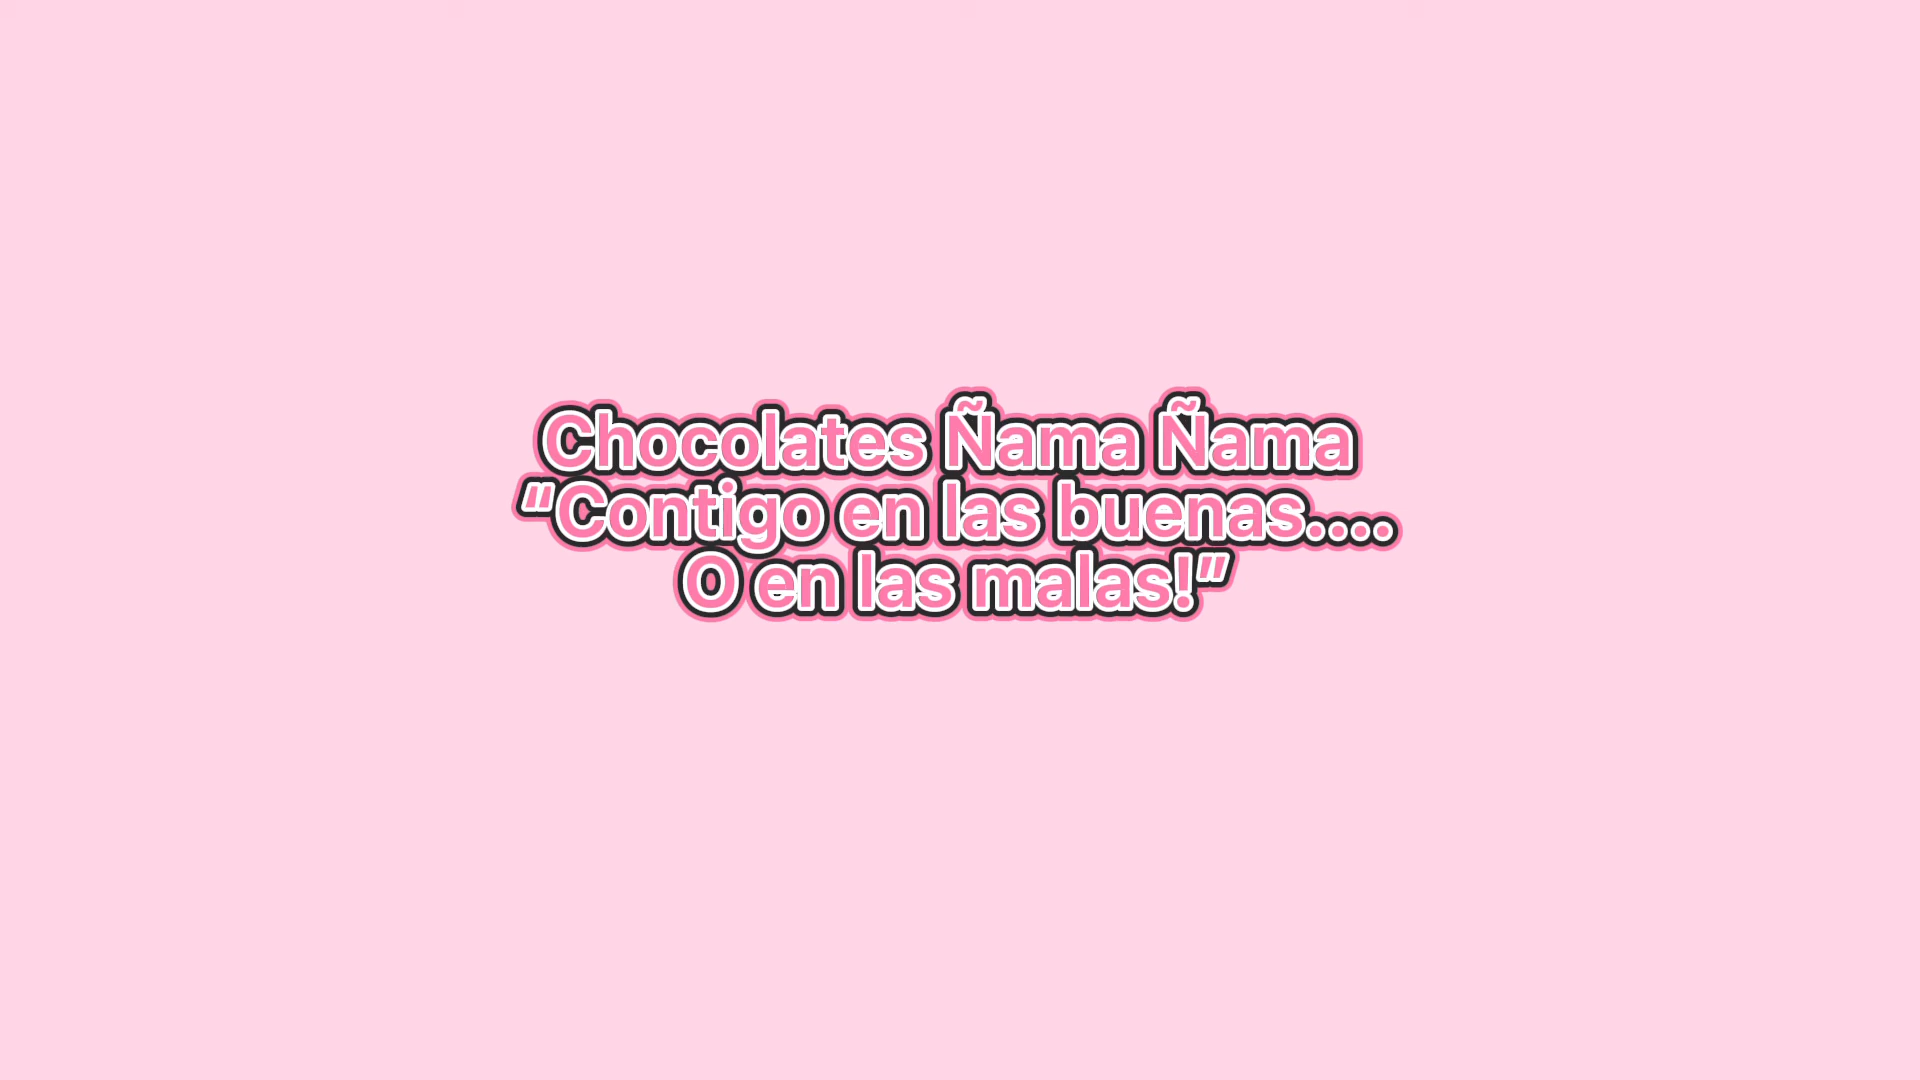 Chocolates Ñama Ñama
“Contigo en las buenas....
O en las malas!”